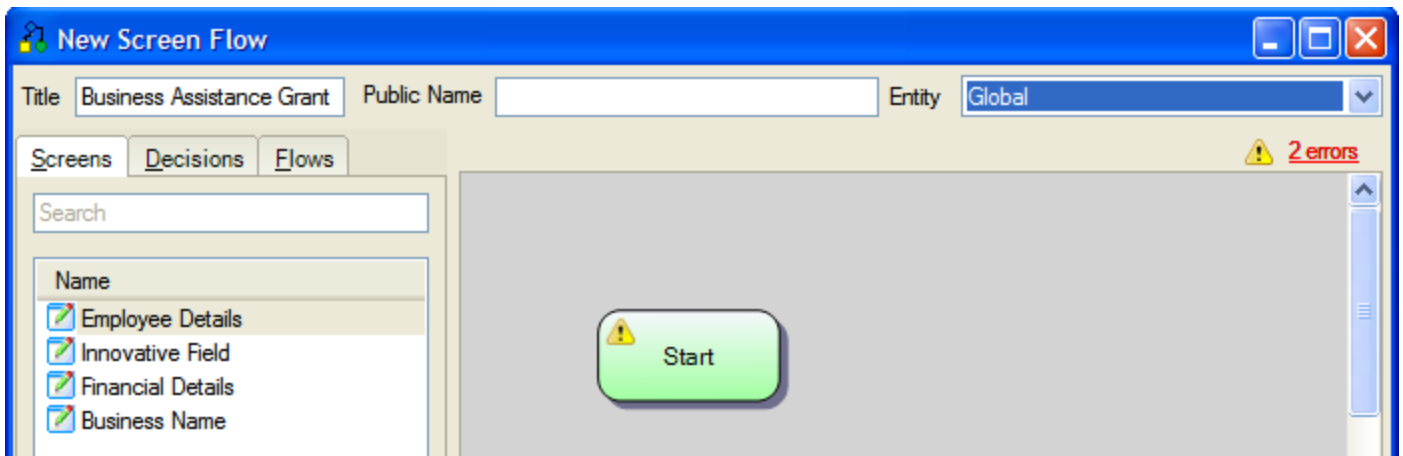 New Screen Flow
Title Business Assistance Grant Public Name Entity Global
Screens Decisions Flows
2 errors
Search
Name
Employee Details
Innovative Field
Financial Details
Business Name
Start